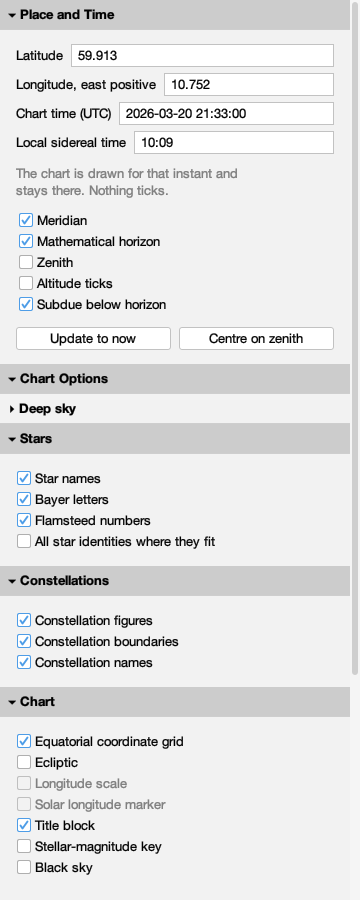 Place and Time
Latitude 59.913
Longitude, east positive 10.752
Chart time (UTC) 2026-03-20 21:33:00
Local sidereal time 10:09
The chart is drawn for that instant and
stays there. Nothing ticks.
Meridian
Mathematical horizon
Zenith
Altitude ticks
Subdue below horizon
Update to now Centre on zenith
Chart Options
Deep sky
Stars
Star names
Bayer letters
Flamsteed numbers
All star identities where they fit
Constellations
Constellation figures
Constellation boundaries
Constellation names
Chart
Equatorial coordinate grid
Ecliptic
Longitude scale
Solar longitude marker
Title block
Stellar-magnitude key
Black sky